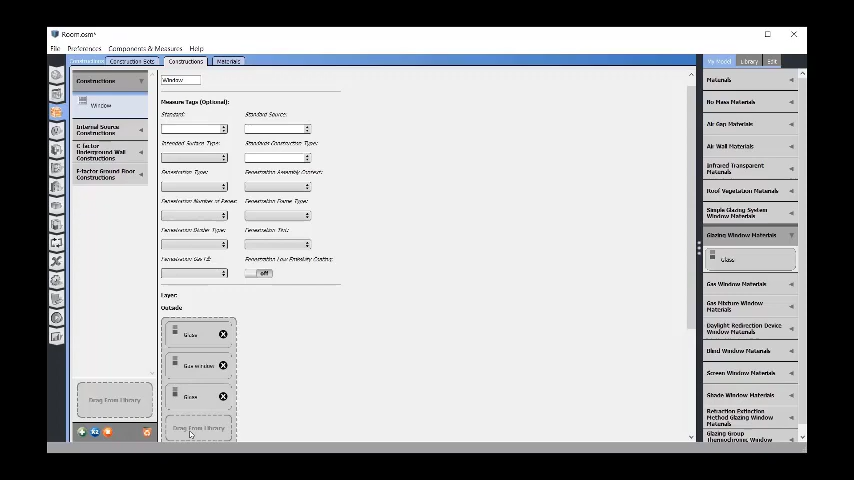 Room.osm*
File Preferences Components & Measures Help
Constructions Construction Sets Constructions Materials My Model Library Edit
Constructions
Window
Internal Source
Constructions
C factor
Underground Wall
Constructions
F-factor Ground Floor
Constructions
Drag From Library
x2
Window
Measure Tags (Optional):
Standard: Standard Source:
Intended Surface Type: Standards Construction Type:
Fenestration Type: Fenestration Assembly Context:
Fenestration Number of Panes: Fenestration Frame Type:
Fenestration Divider Type: Fenestration Tint:
Fenestration Gas Fill: Fenestration Low Emissivity Coating:
off
Layer:
Outside
Glass
Gas Window
Glass
Drag From Library
Materials
No Mass Materials
Air Gap Materials
Air Wall Materials
Infrared Transparent
Materials
Roof Vegetation Materials
Simple Glazing System
Window Materials
Glazing Window Materials
Glass
Gas Window Materials
Gas Mixture Window
Materials
Daylight Redirection Device
Window Materials
Blind Window Materials
Screen Window Materials
Shade Window Materials
Refraction Extinction
Method Glazing Window
Materials
Glazing Group
Thermochromic Window